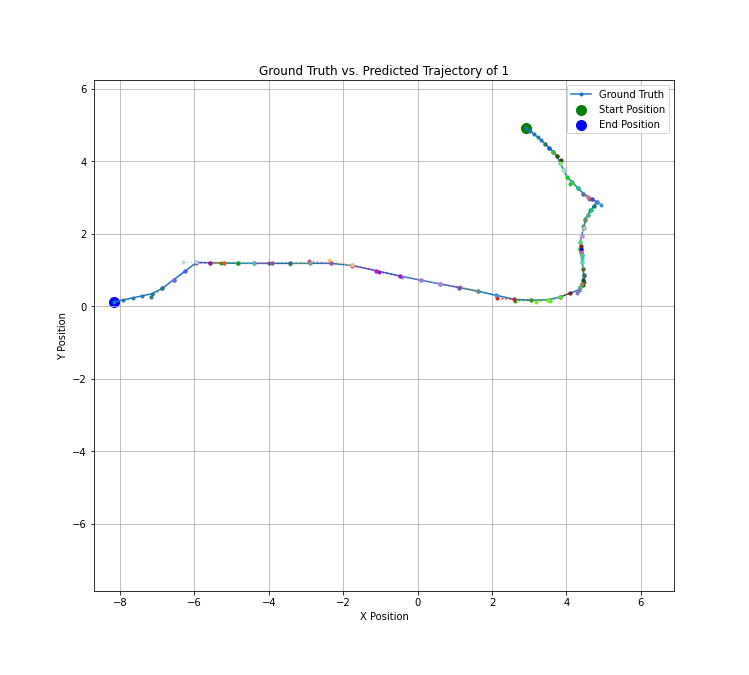 Ground Truth vs. Predicted Trajectory of 1
Ground Truth
Start Position
End Position
6
4
2
0
−2
−4
−6
Y Position
−8
−6
−4
−2
0
2
4
6
X Position